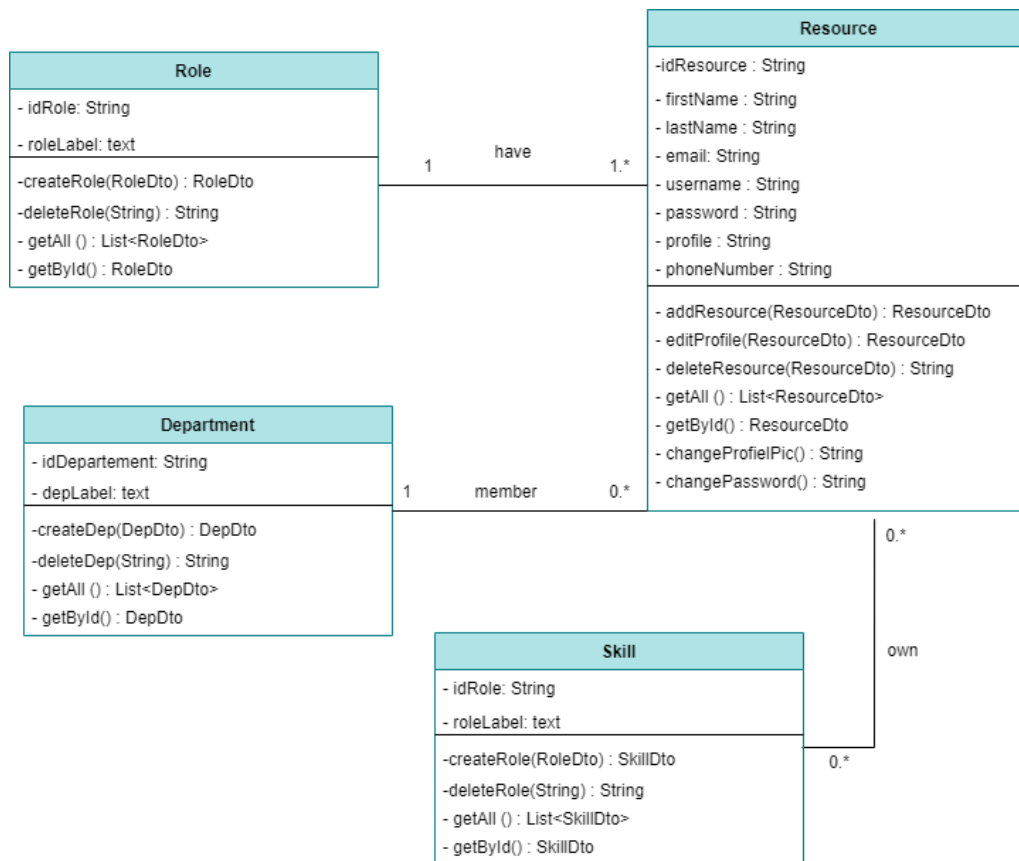 Role
- idRole: String
- roleLabel: text
-createRole(RoleDto) : RoleDto
-deleteRole(String) : String
- getAll () : List<RoleDto>
- getById() : RoleDto
1
have
1.*
Resource
-idResource : String
- firstName : String
- lastName : String
- email: String
- username : String
- password : String
- profile : String
- phoneNumber : String
- addResource(ResourceDto) : ResourceDto
- editProfile(ResourceDto) : ResourceDto
- deleteResource(ResourceDto) : String
- getAll () : List<ResourceDto>
- getById() : ResourceDto
- changeProfielPic() : String
- changePassword() : String
Department
- idDepartement: String
- depLabel: text
-createDep(DepDto) : DepDto
-deleteDep(String) : String
- getAll () : List<DepDto>
- getById() : DepDto
1
member
0.*
0.*
own
0.*
Skill
- idRole: String
- roleLabel: text
-createRole(RoleDto) : SkillDto
-deleteRole(String) : String
- getAll () : List<SkillDto>
- getById() : SkillDto